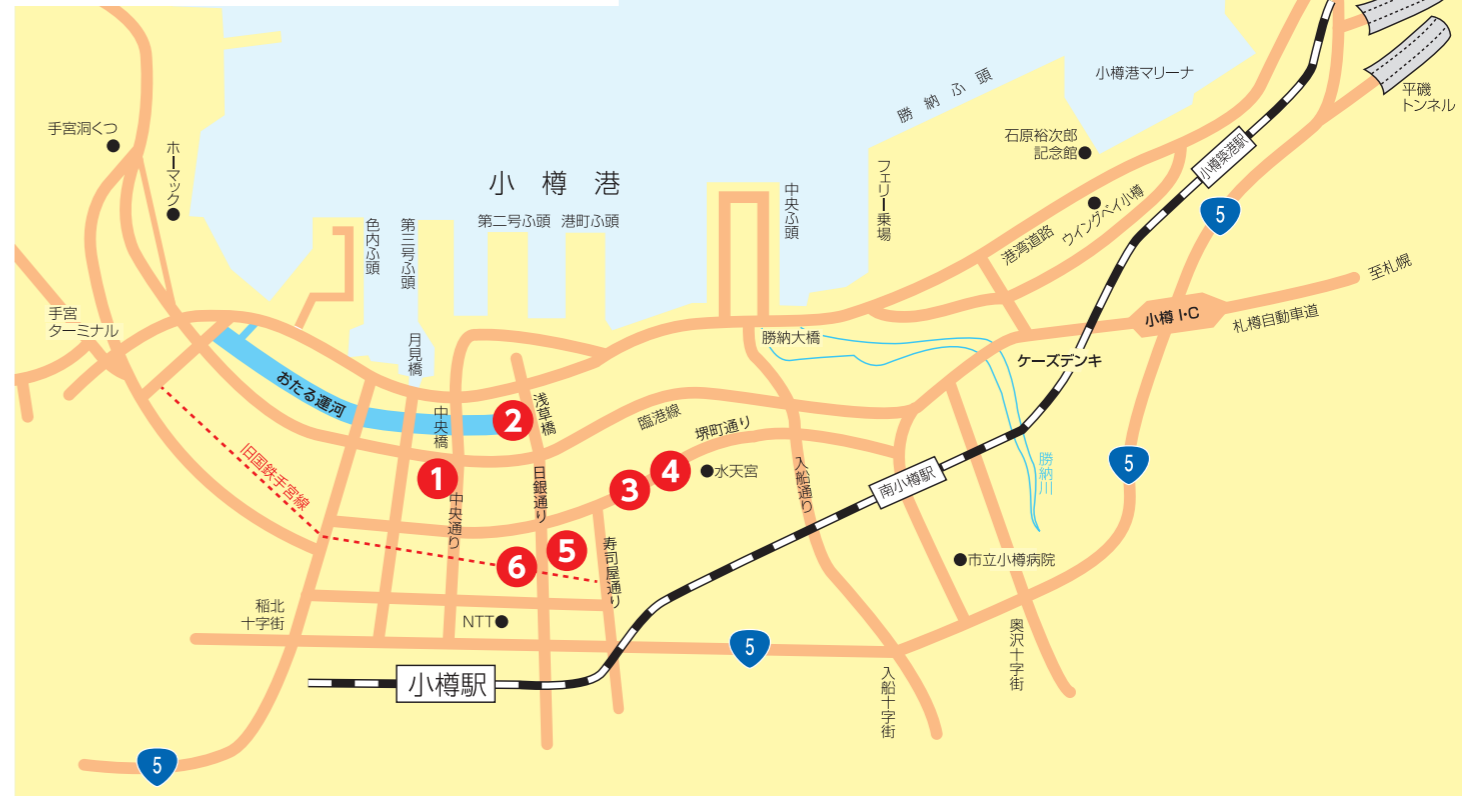 小樽港マリーナ
平磯
トンネル
勝納ふ頭
手宮洞くつ
ホーマック
石原裕次郎
記念館
小樽築港駅
小樽港
第二号ふ頭
港町ふ頭
中央ふ頭
フェリー乗場
色内ふ頭
第三号ふ頭
港湾道路
ウイングベイ小樽
5
至札幌
手宮
ターミナル
小樽 I・C
札樽自動車道
月見橋
勝納大橋
ケーズデンキ
おたる運河
中央橋
2
浅草橋
臨港線
堺町通り
旧国鉄手宮線
1
中央通り
日銀通り
3
4
水天宮
入船通り
南小樽駅
勝納川
5
6
5
寿司屋通り
市立小樽病院
稲北
十字街
NTT
5
奥沢十字街
小樽駅
入船十字街
5